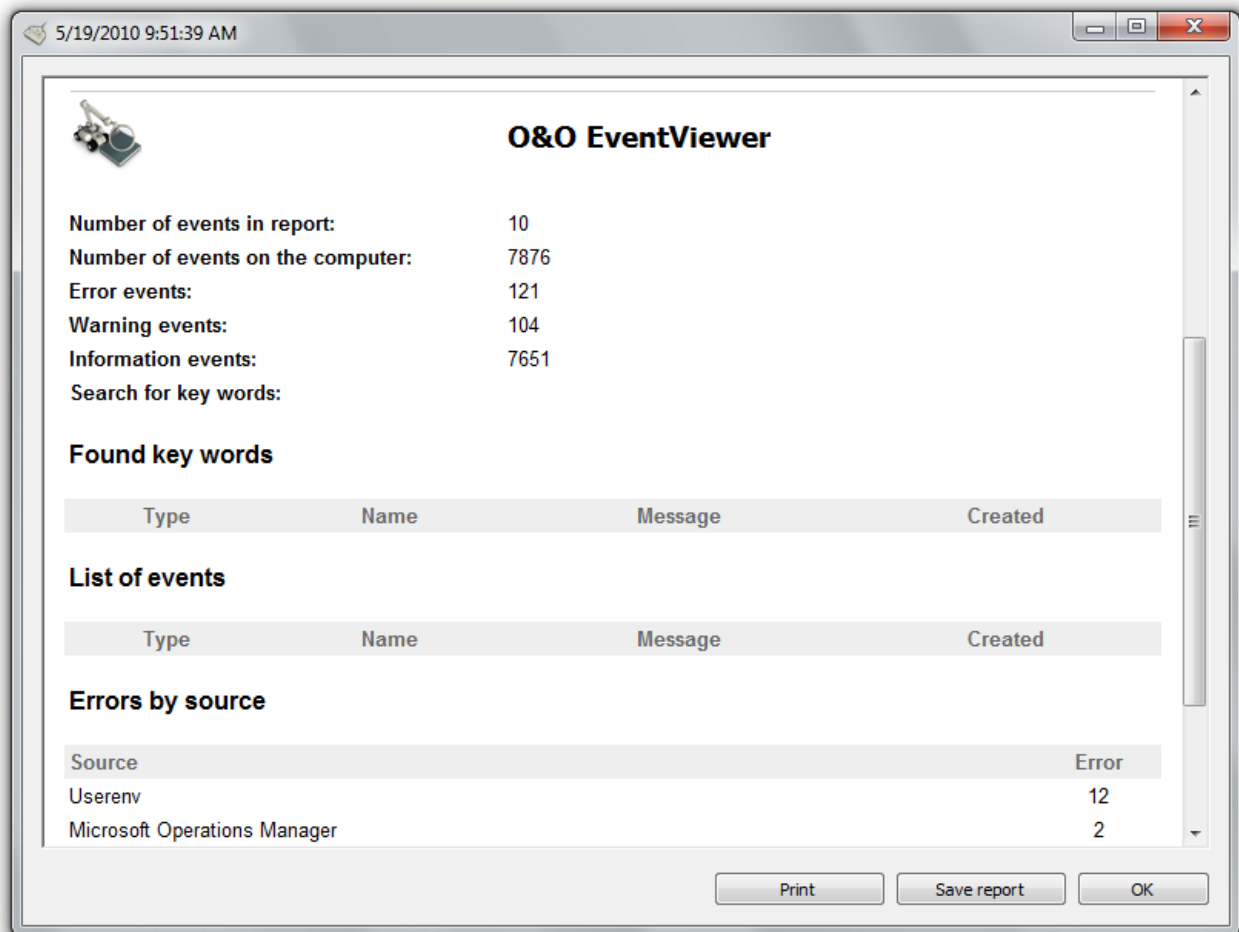 5/19/2010 9:51:39 AM
O&O EventViewer
Number of events in report: 10
Number of events on the computer: 7876
Error events: 121
Warning events: 104
Information events: 7651
Search for key words:
Found key words
Type Name Message Created
List of events
Type Name Message Created
Errors by source
Source Error
Userenv 12
Microsoft Operations Manager 2
Print Save report OK